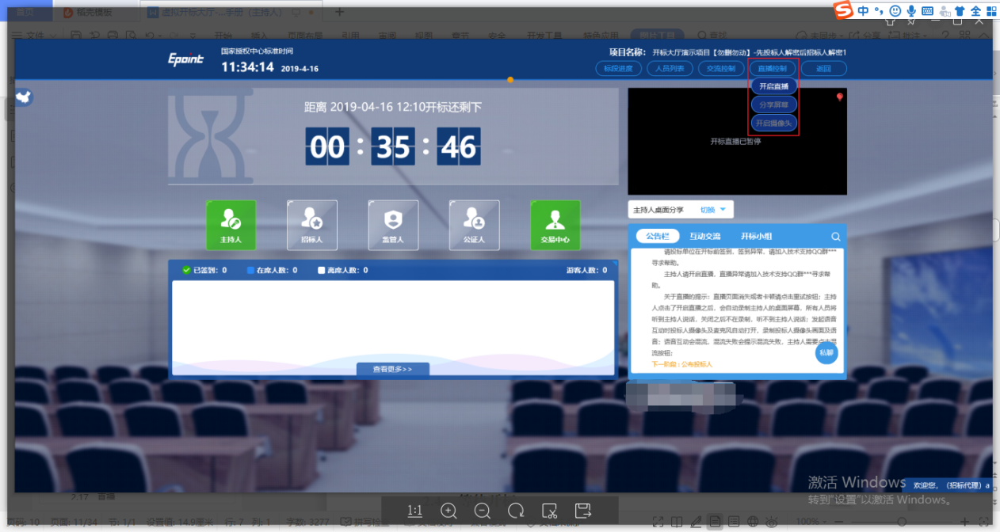 首页
稻壳模板
虚拟开标大厅-...手册（主持人）
文件
开始 插入 页面布局 引用 审阅 视图 章节 安全 开发工具 特色应用 图片工具 查找
未同步 分享 批注
中
全
Epoint
国家授权中心标准时间
11:34:14 2019-4-16
项目名称： 开标大厅演示项目【勿删勿动】-先投标人解密后招标人解密1
标段进度 人员列表 交流控制 直播控制 返回
开启直播
分享屏幕
开启摄像头
距离 2019-04-16 12:10开标还剩下
00 : 35 : 46
开标直播已暂停
主持人 招标人 监管人 公证人 交易中心
主持人桌面分享 切换
公告栏 互动交流 开标小组
已签到：0 在席人数：0 离席人数：0 游客人数：0
请投标单位在开标前签到，签到异常，请加入技术支持QQ群***
寻求帮助。
主持人请开启直播，直播异常请加入技术支持QQ群***寻求帮
助。
关于直播的提示：直播页面消失或者卡顿请点击重试按钮；主持
人点击了开启直播之后，会自动录制主持人的桌面屏幕，所有人员将
听到主持人说话，关闭之后不在录制，听不到主持人说话；发起语音
互动时投标人摄像头及麦克风自动打开，录制投标人摄像头画面及语
音；语音互动会混流，混流失败会提示混流失败，主持人需要点击混
流按钮；
下一阶段：公布投标人
私聊
查看更多>>
激活 Windows
转到"设置"以激活 Windows。
欢迎您，（招标代理）a
2.17 直播
1:1
页码: 10 页面: 11/34 节: 1/1 设置值: 14.9厘米 行: 7 列: 1 字数: 3277 拼写检查
100%